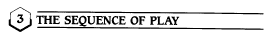 3 THE SEQUENCE OF PLAY